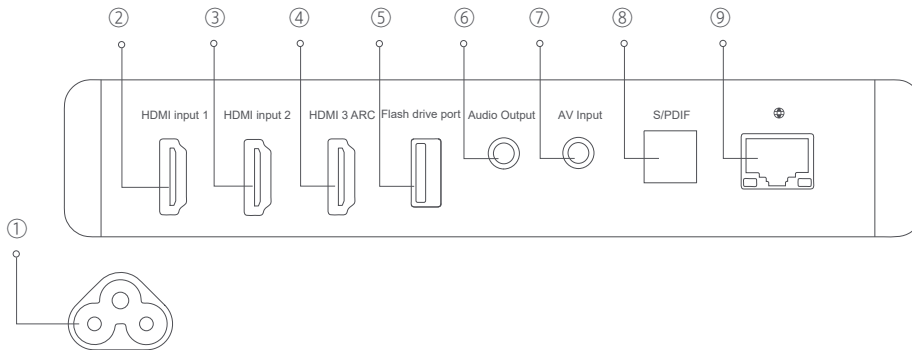 ② ③ ④ ⑤ ⑥ ⑦ ⑧ ⑨
HDMI input 1 HDMI input 2 HDMI 3 ARC Flash drive port Audio Output AV Input S/PDIF
①